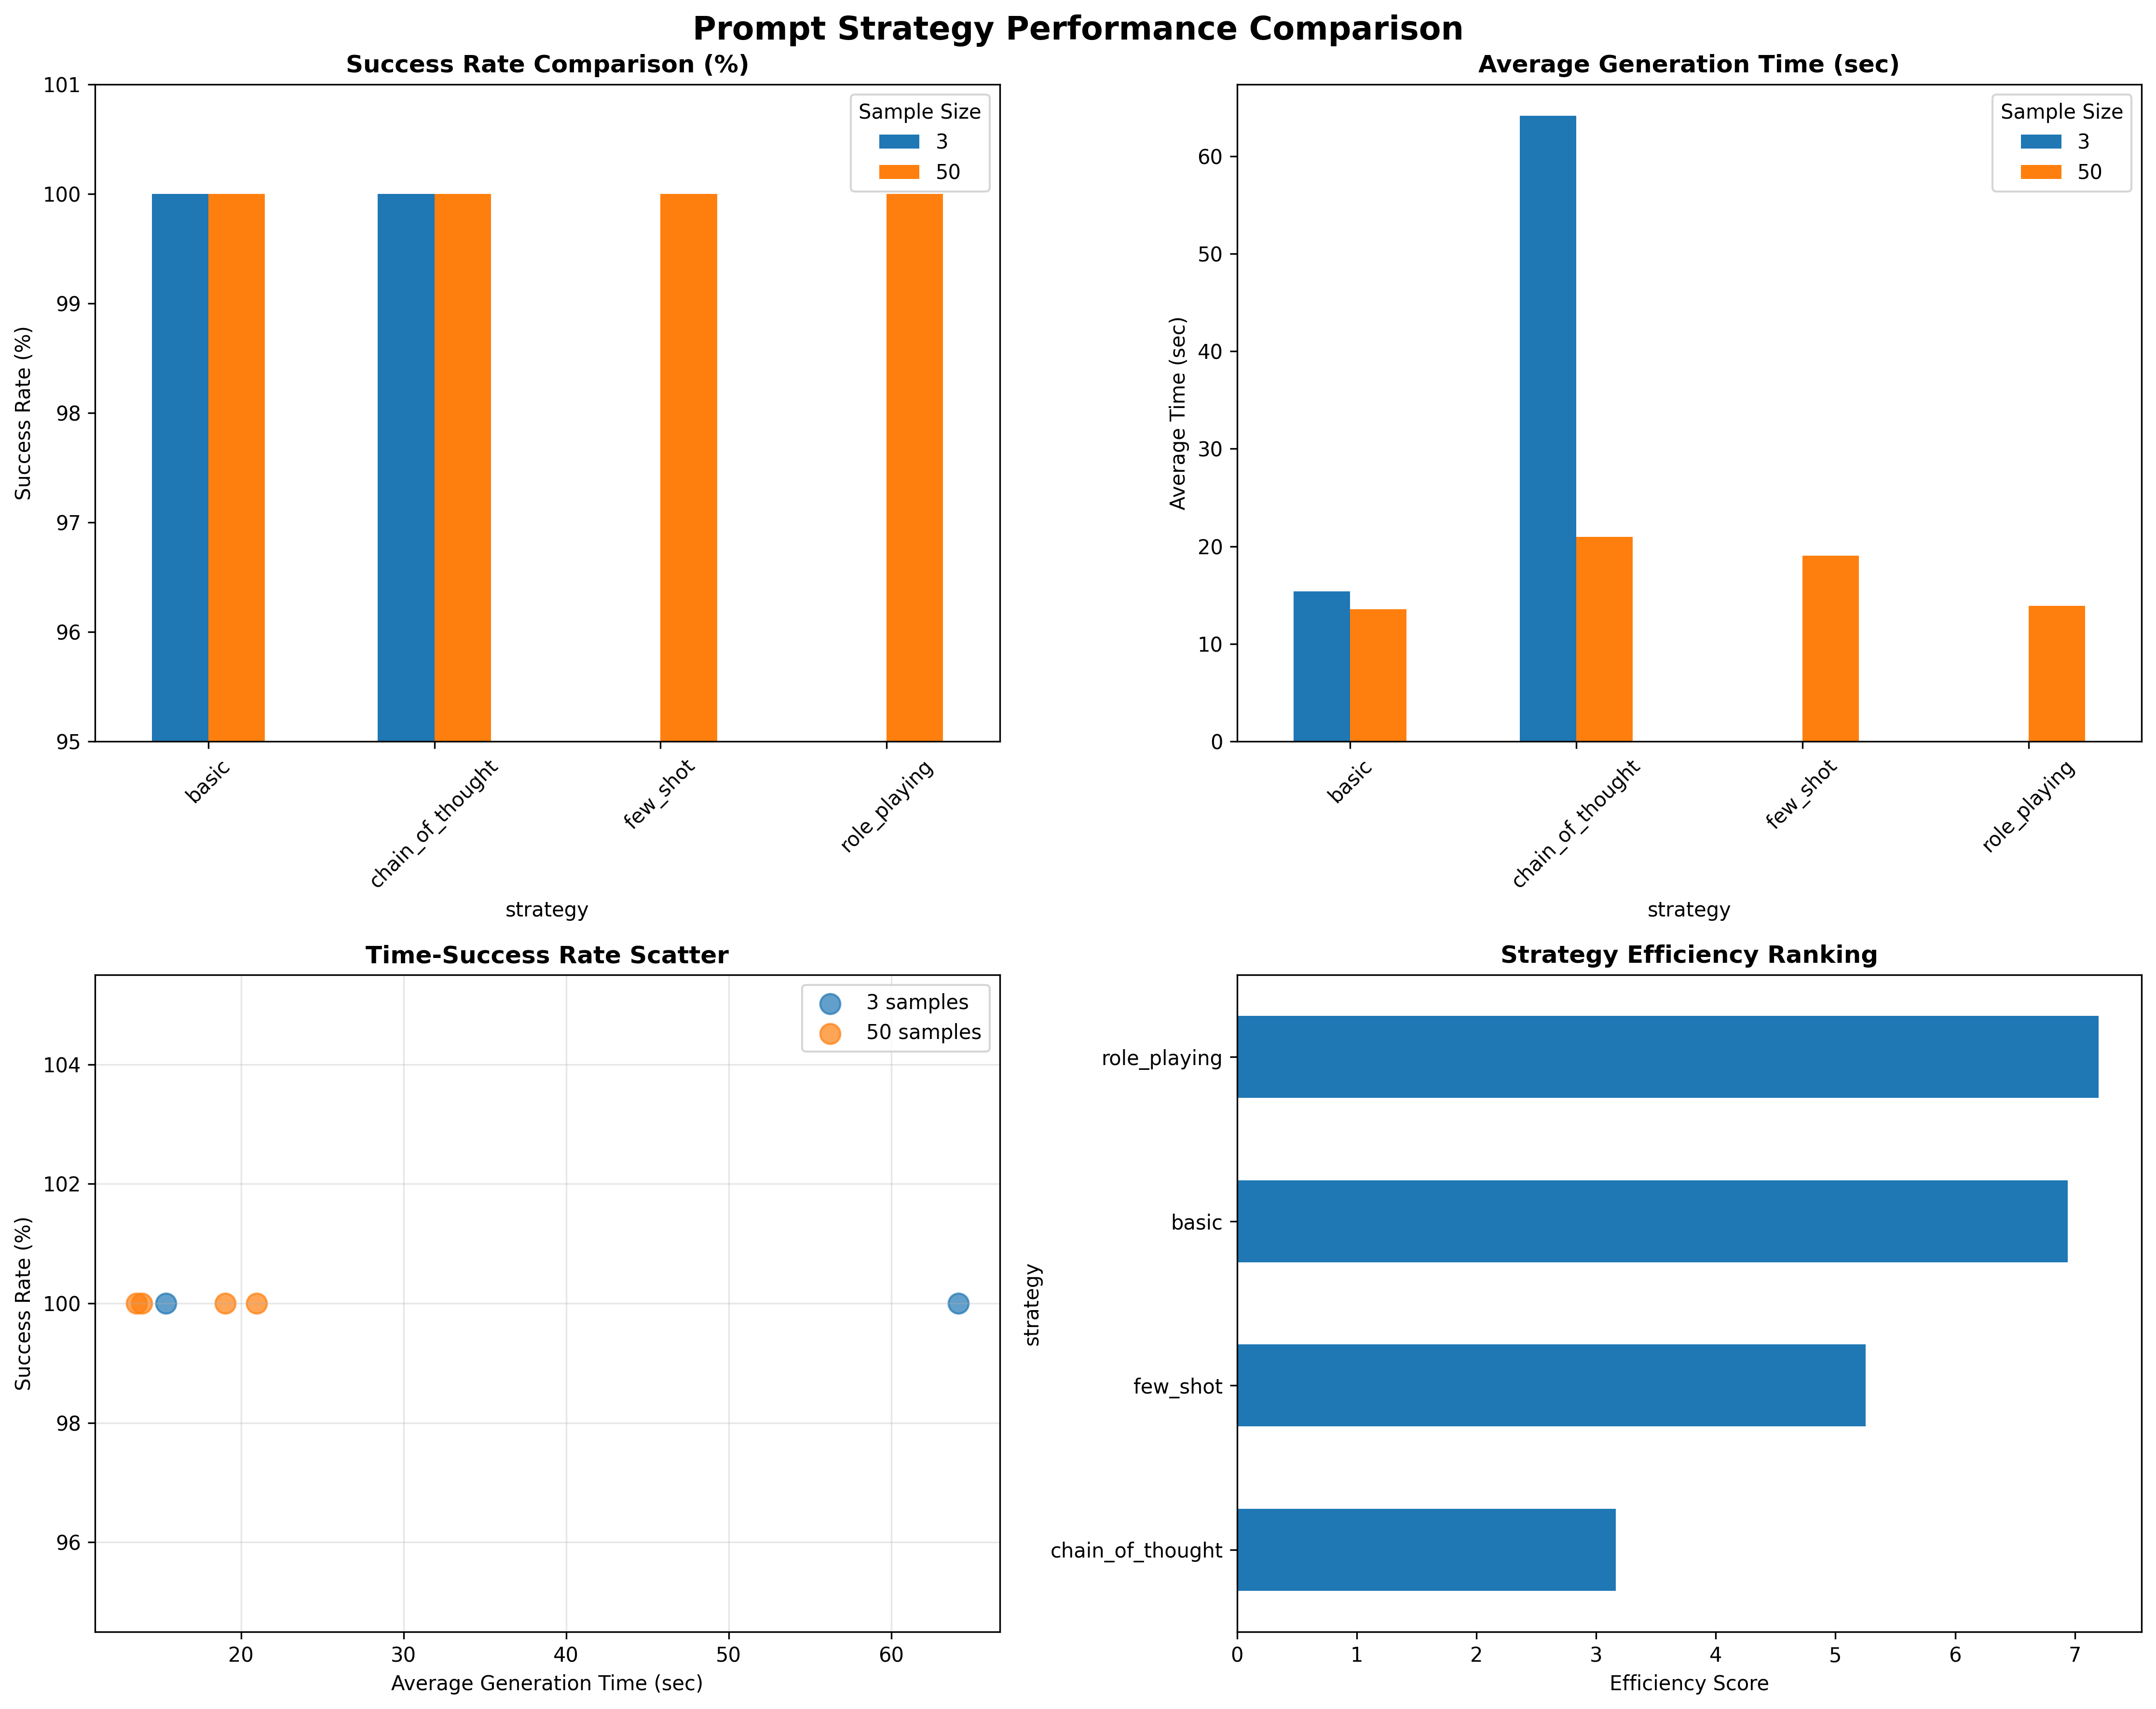 Prompt Strategy Performance Comparison
Success Rate Comparison (%)
101
100
99
98
97
96
95
Success Rate (%)
Sample Size
3
50
basic
chain_of_thought
few_shot
role_playing
strategy
Average Generation Time (sec)
60
50
40
30
20
10
0
Average Time (sec)
Sample Size
3
50
basic
chain_of_thought
few_shot
role_playing
strategy
Time-Success Rate Scatter
104
102
100
98
96
Success Rate (%)
3 samples
50 samples
20
30
40
50
60
Average Generation Time (sec)
Strategy Efficiency Ranking
strategy
role_playing
basic
few_shot
chain_of_thought
0
1
2
3
4
5
6
7
Efficiency Score